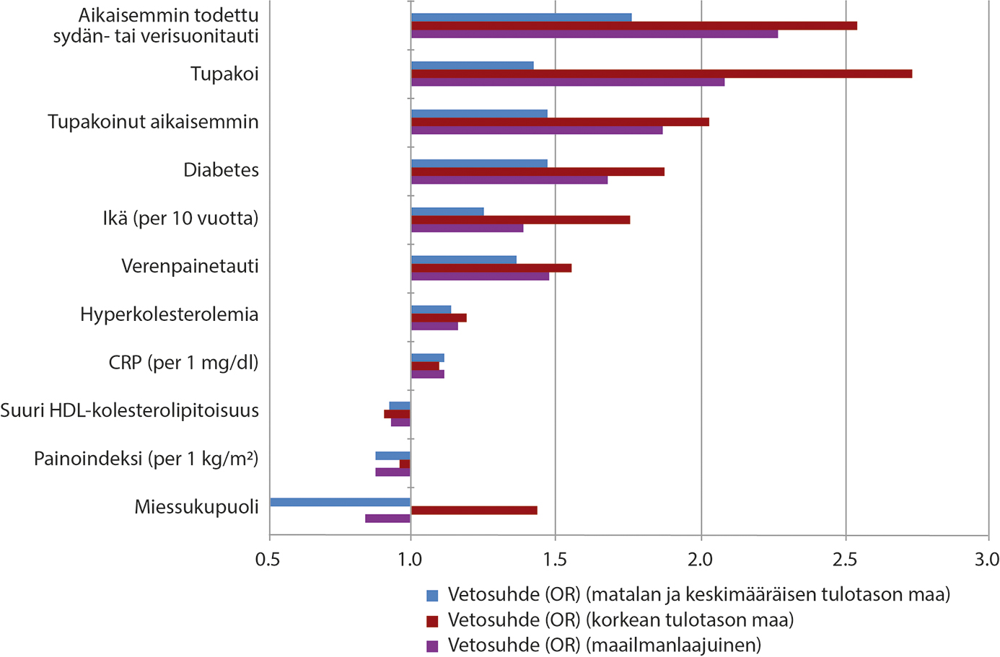 Aikaisemmin todettu
sydän- tai verisuonitauti
Tupakoi
Tupakoinut aikaisemmin
Diabetes
Ikä (per 10 vuotta)
Verenpainetauti
Hyperkolesterolemia
CRP (per 1 mg/dl)
Suuri HDL-kolesterolipitoisuus
Painoindeksi (per 1 kg/m²)
Miessukupuoli
0.5 1.0 1.5 2.0 2.5 3.0
Vetosuhde (OR) (matalan ja keskimääräisen tulotason maa)
Vetosuhde (OR) (korkean tulotason maa)
Vetosuhde (OR) (maailmanlaajuinen)